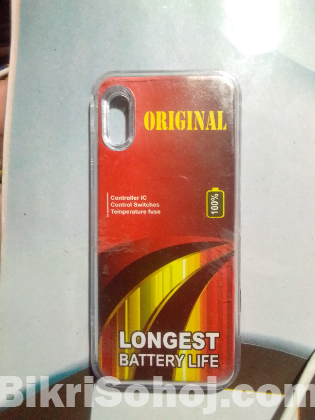 ORIGINAL
Controller IC
Control Switches
Temperature fuse
100%
LONGEST
BATTERY LIFE
BikriSohoj.com